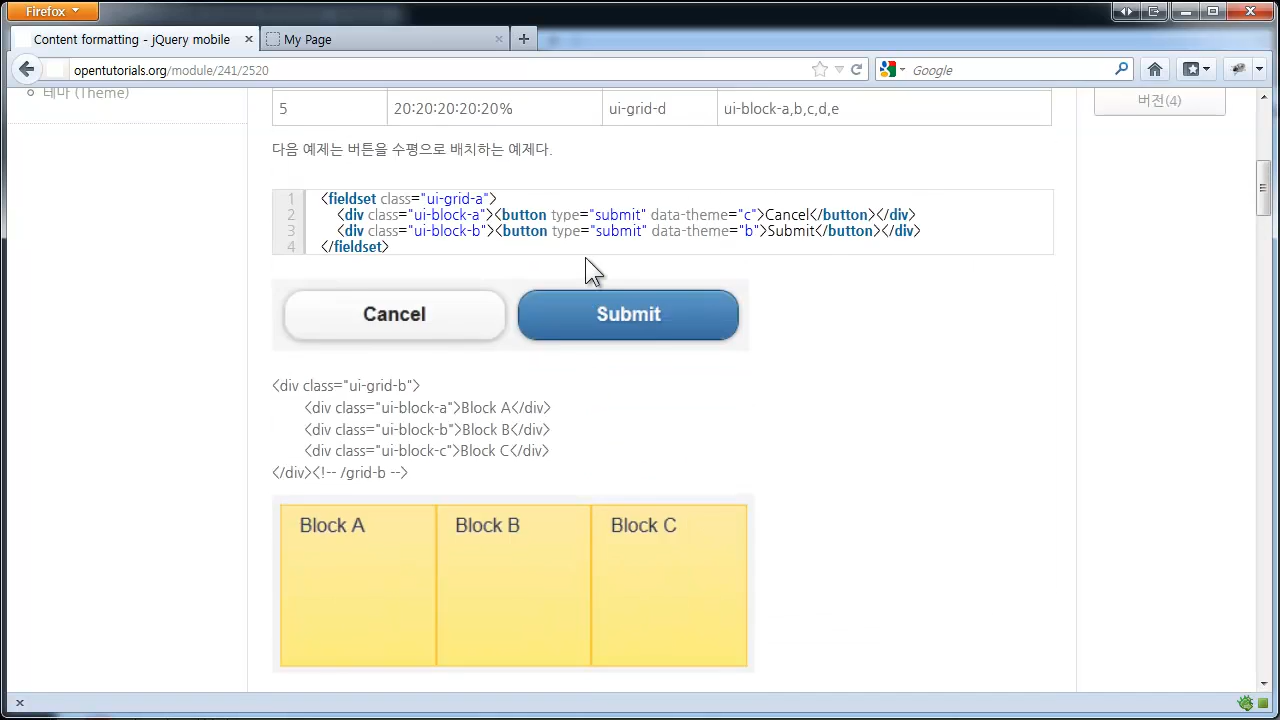 Firefox
Content formatting - jQuery mobile
My Page
opentutorials.org/module/241/2520
Google
테마 (Theme)
5 20:20:20:20:20% ui-grid-d ui-block-a,b,c,d,e
버전(4)
다음 예제는 버튼을 수평으로 배치하는 예제다.
1 <fieldset class="ui-grid-a">
2 <div class="ui-block-a"><button type="submit" data-theme="c">Cancel</button></div>
3 <div class="ui-block-b"><button type="submit" data-theme="b">Submit</button></div>
4 </fieldset>
Cancel Submit
<div class="ui-grid-b">
<div class="ui-block-a">Block A</div>
<div class="ui-block-b">Block B</div>
<div class="ui-block-c">Block C</div>
</div><!-- /grid-b -->
Block A Block B Block C